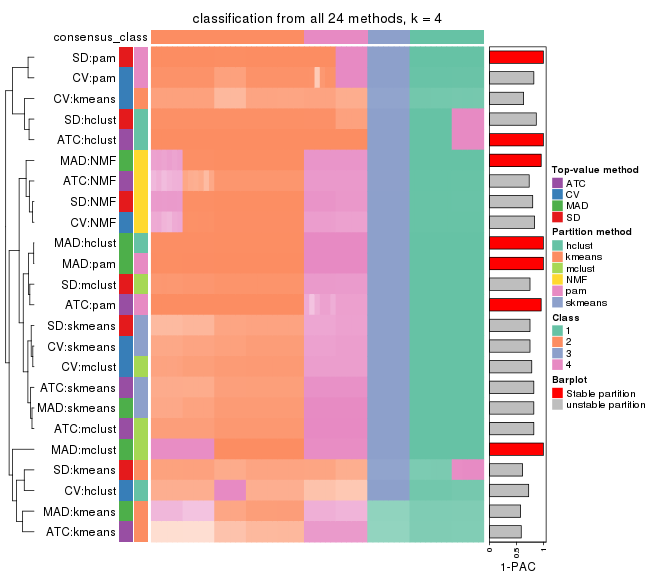 classification from all 24 methods, k = 4
consensus_class
SD:pam
CV:pam
CV:kmeans
SD:hclust
ATC:hclust
MAD:NMF
ATC:NMF
SD:NMF
CV:NMF
MAD:hclust
MAD:pam
SD:mclust
ATC:pam
SD:skmeans
CV:skmeans
CV:mclust
ATC:skmeans
MAD:skmeans
ATC:mclust
MAD:mclust
SD:kmeans
CV:hclust
MAD:kmeans
ATC:kmeans
0 0.5 1
1-PAC
Top-value method
ATC
CV
MAD
SD
Partition method
hclust
kmeans
mclust
NMF
pam
skmeans
Class
1
2
3
4
Barplot
Stable partition
unstable partition